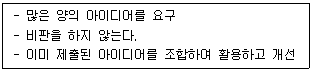 - 많은 양의 아이디어를 요구
- 비판을 하지 않는다.
- 이미 제출된 아이디어를 조합하여 활용하고 개선